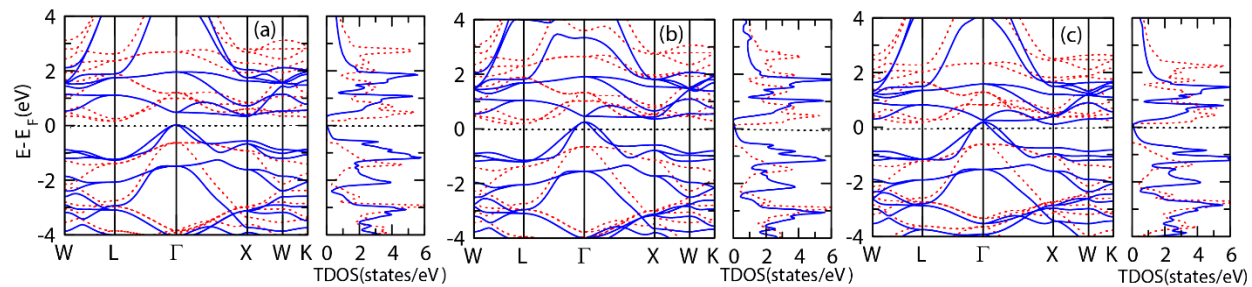 E- E_F(eV)
4
2
0
-2
-4
W L Γ X W K
(a)
0 2 4 6
TDOS(states/eV)
4
2
0
-2
4
W L Γ X W K
(b)
0 2 4 6
TDOS(states/eV)
4
2
0
-2
-4
W L Γ X W K
(c)
0 2 4 6
TDOS(states/eV)